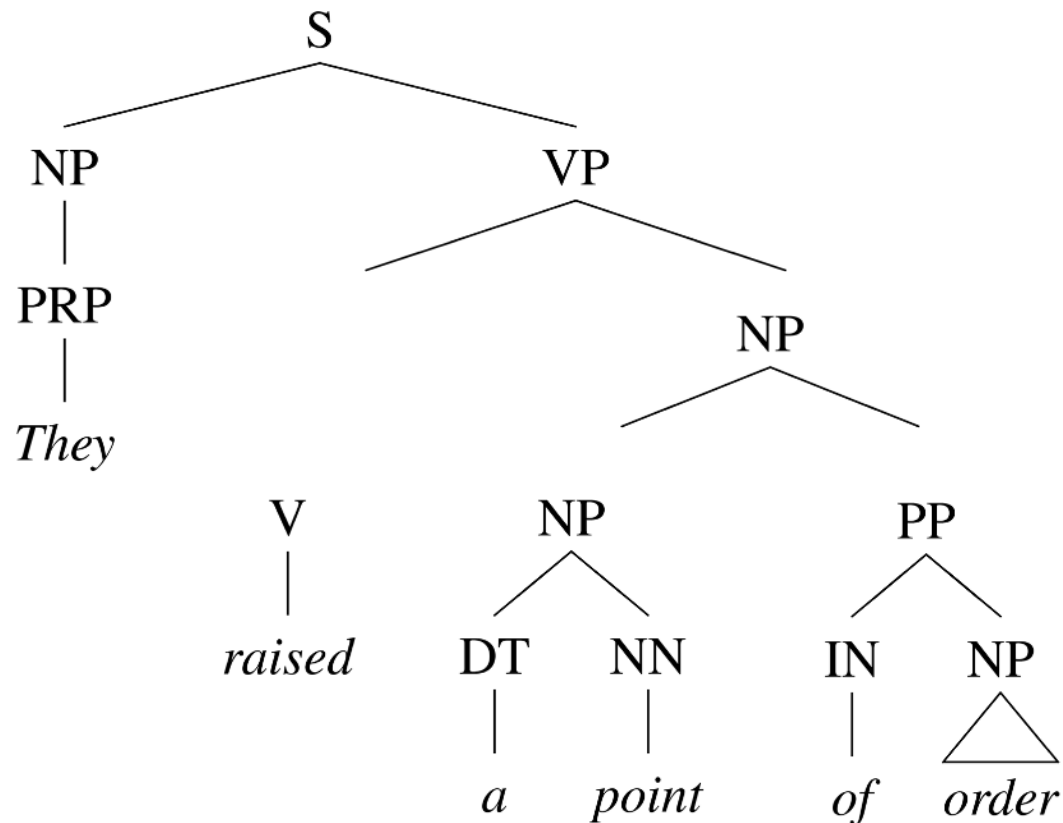 S
NP VP
PRP NP
They
V NP PP
raised DT NN IN NP
a point of order